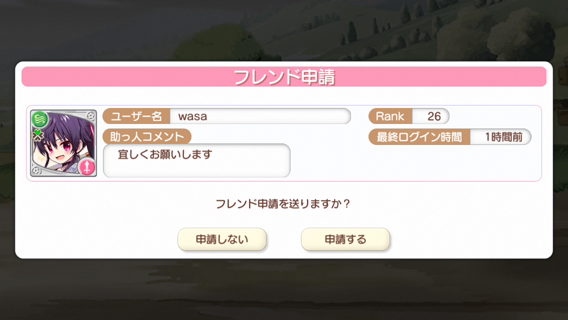 フレンド申請
ユーザー名 wasa Rank 26
助っ人コメント 最終ログイン時間 1時間前
宜しくお願いします
フレンド申請を送りますか？
申請しない 申請する